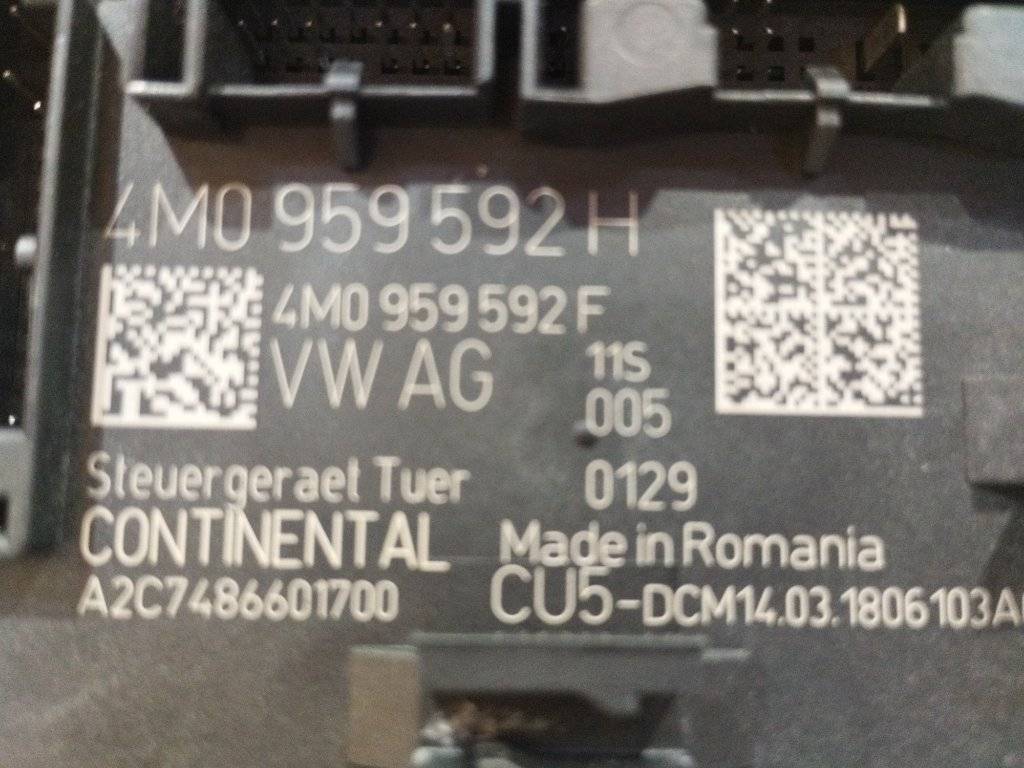 4M0 959 592 H
4M0 959 592 F
VW AG
11S
005
Steuergeraet Tuer
0129
CONTINENTAL
Made in Romania
A2C7486601700
CU5-DCM14.03.1806103A